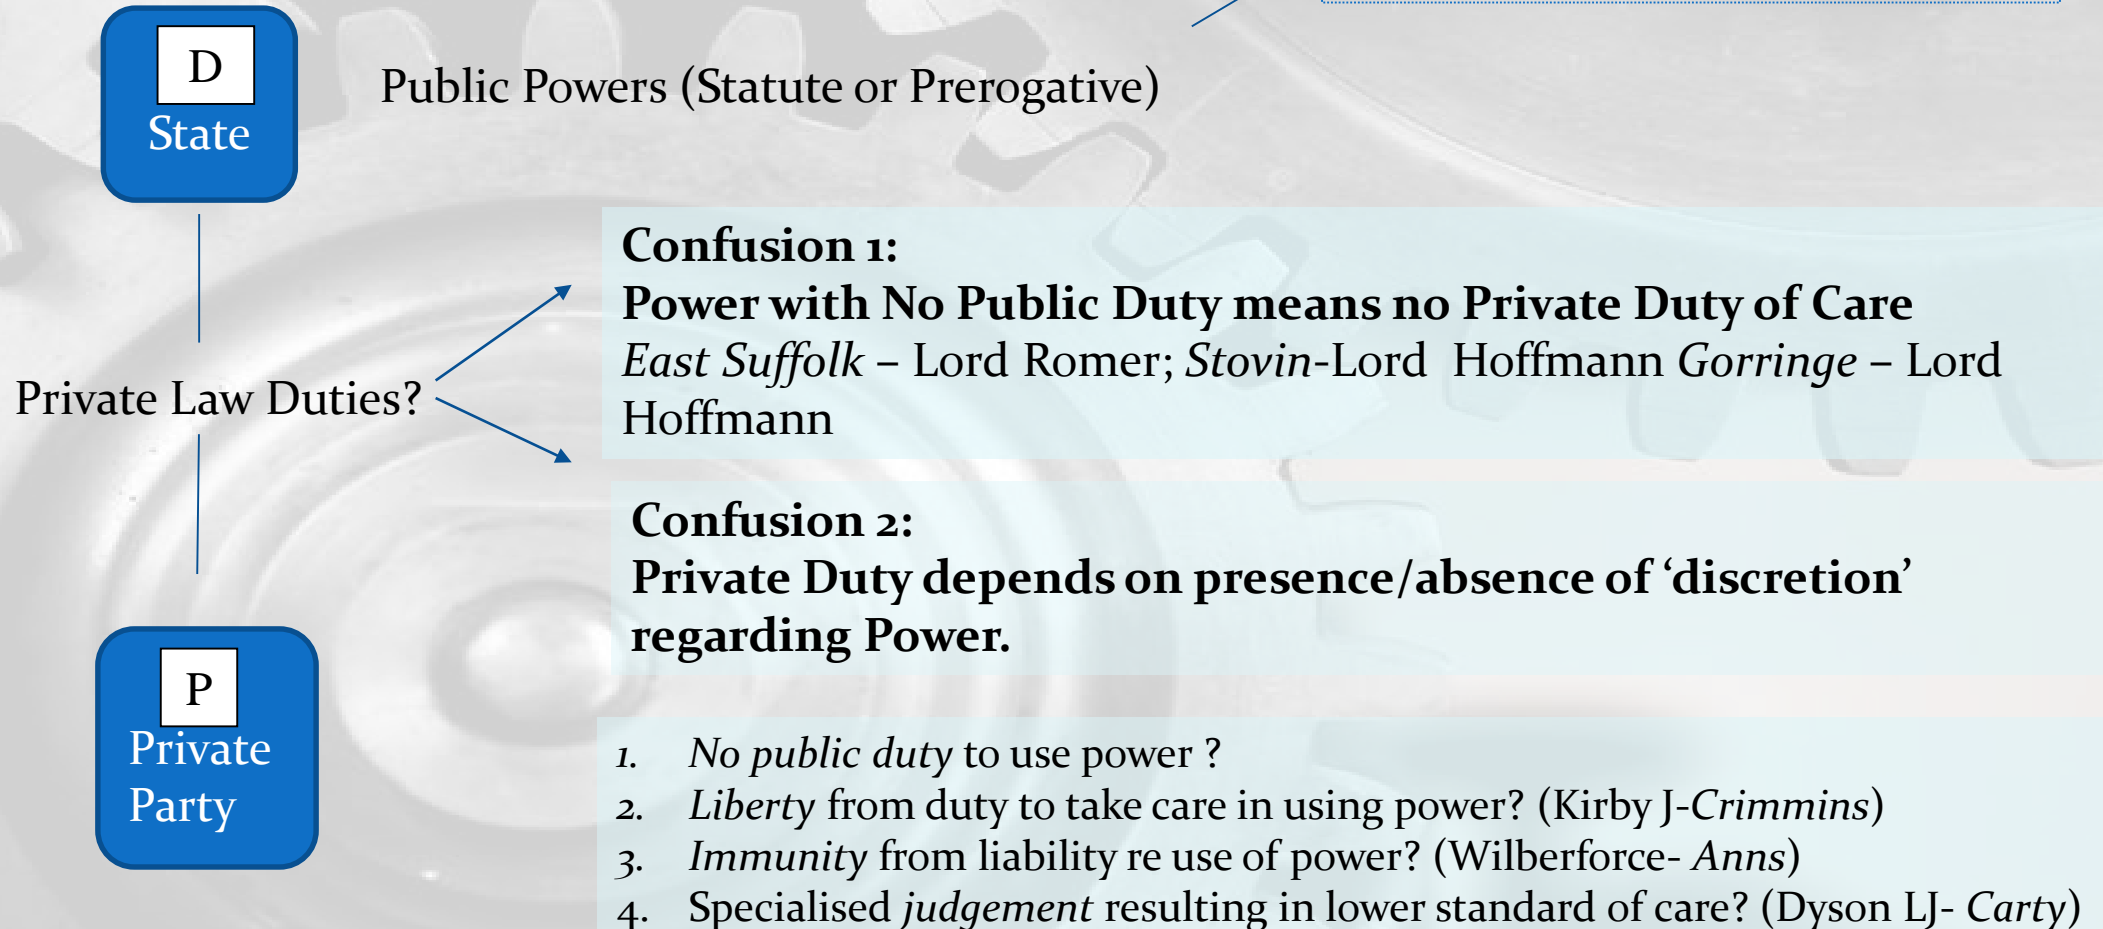 D
State
Public Powers (Statute or Prerogative)
Confusion 1:
Power with No Public Duty means no Private Duty of Care
East Suffolk – Lord Romer; Stovin-Lord  Hoffmann Gorringe – Lord
Hoffmann
Private Law Duties?
Confusion 2:
Private Duty depends on presence/absence of ‘discretion’
regarding Power.
P
Private
Party
1. No public duty to use power ?
2. Liberty from duty to take care in using power? (Kirby J-Crimmins)
3. Immunity from liability re use of power? (Wilberforce- Anns)
4. Specialised judgement resulting in lower standard of care? (Dyson LJ- Carty)